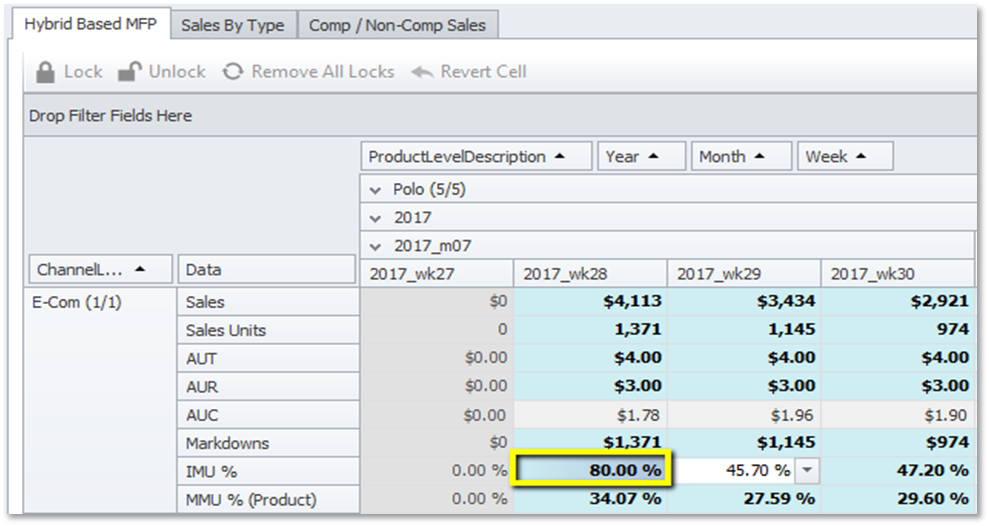 Hybrid Based MFP Sales By Type Comp / Non-Comp Sales
Lock Unlock Remove All Locks Revert Cell
Drop Filter Fields Here
ProductLevelDescription Year Month Week
Polo (5/5)
2017
2017_m07
ChannelL... Data 2017_wk27 2017_wk28 2017_wk29 2017_wk30
E-Com (1/1) Sales $0 $4,113 $3,434 $2,921
Sales Units 0 1,371 1,145 974
AUT $0.00 $4.00 $4.00 $4.00
AUR $0.00 $3.00 $3.00 $3.00
AUC $0.00 $1.78 $1.96 $1.90
Markdowns $0 $1,371 $1,145 $974
IMU % 0.00 % 80.00 % 45.70 % 47.20 %
MMU % (Product) 0.00 % 34.07 % 27.59 % 29.60 %